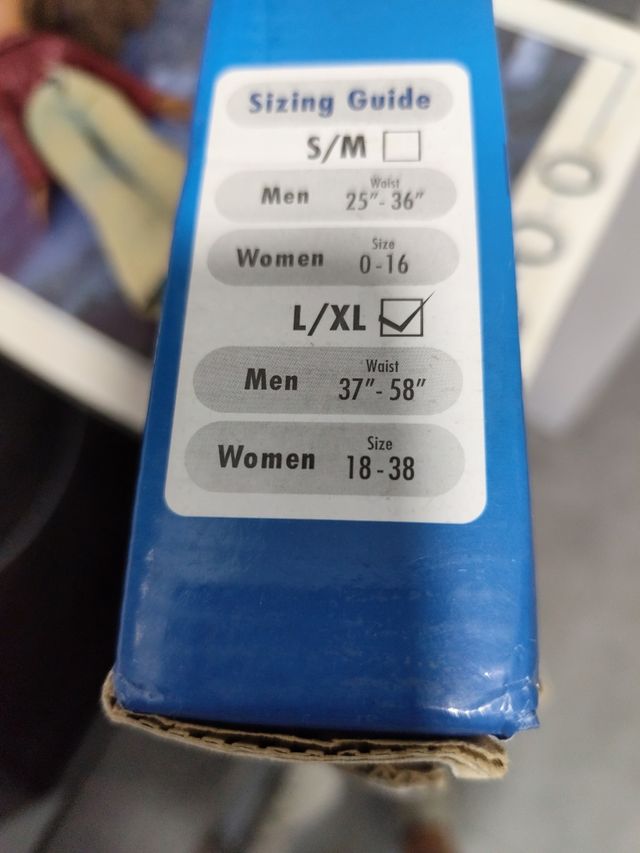 Sizing Guide
S/M
Men Waist 25"- 36"
Women Size 0-16
L/XL
Men Waist 37"- 58"
Women Size 18-38